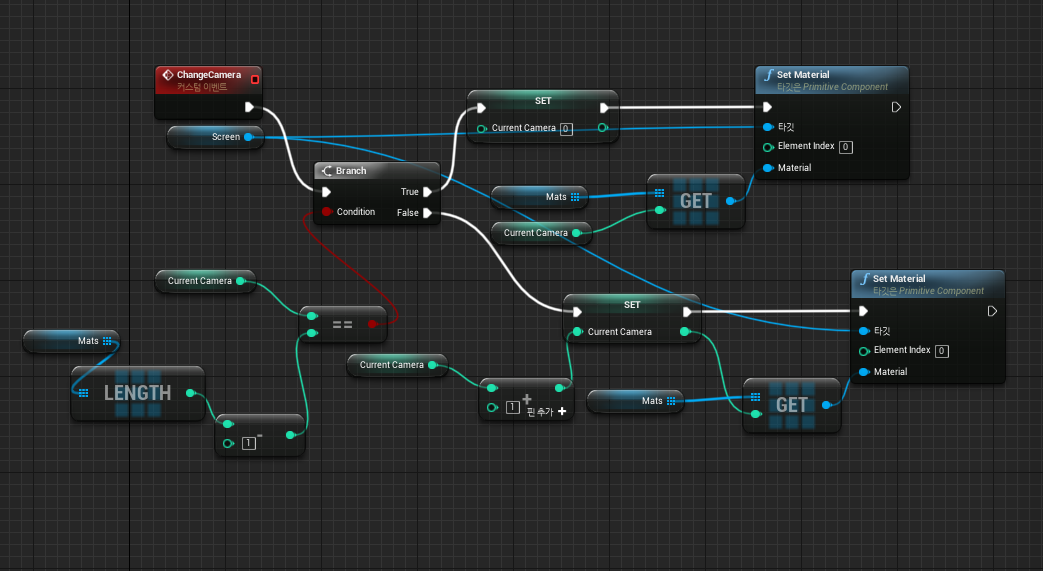 ChangeCamera
커스텀 이벤트
Screen
Branch
True
Condition
False
SET
Current Camera 0
Set Material
타깃은 Primitive Component
타깃
Element Index 0
Material
Mats
Current Camera
GET
Current Camera
==
Mats
LENGTH
1
-
Current Camera
1
+
핀 추가 +
SET
Current Camera
Mats
GET
Set Material
타깃은 Primitive Component
타깃
Element Index 0
Material